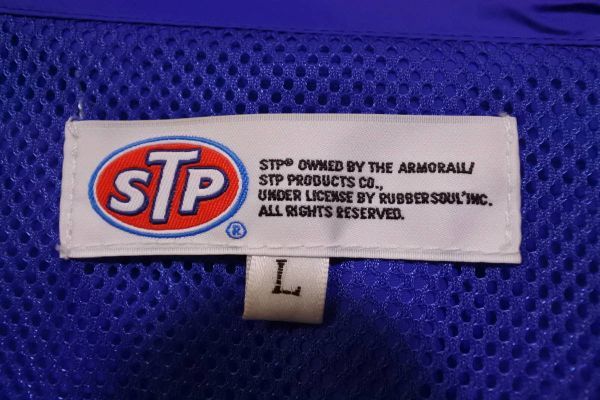 STP
®
STP® OWNED BY THE ARMORALL/
STP PRODUCTS CO.,
UNDER LICENSE BY RUBBERSOUL'INC.
ALL RIGHTS RESERVED.
L